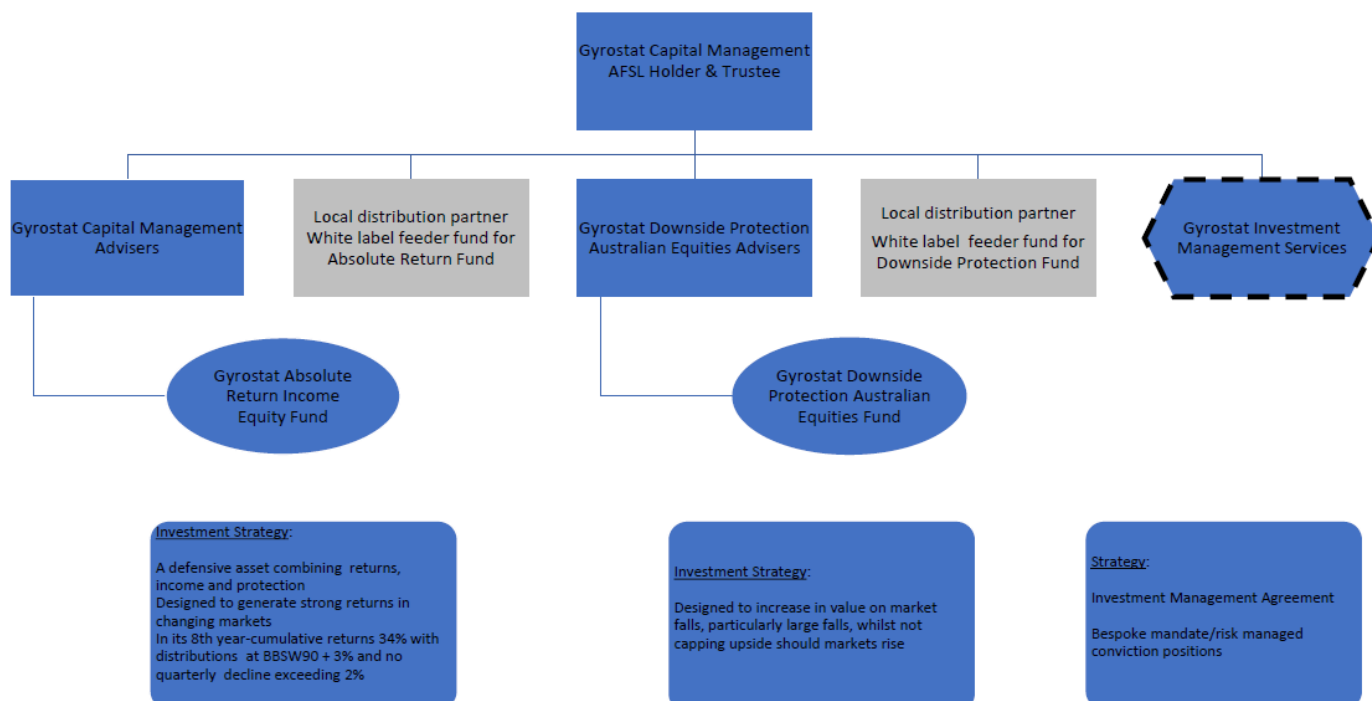 Gyrostat Capital Management
AFSL Holder & Trustee
Gyrostat Capital Management
Advisers
Local distribution partner
White label feeder fund for
Absolute Return Fund
Gyrostat Downside Protection
Australian Equities Advisers
Local distribution partner
White label feeder fund for
Downside Protection Fund
Gyrostat Investment
Management Services
Gyrostat Absolute
Return Income
Equity Fund
Gyrostat Downside
Protection Australian
Equities Fund
Investment Strategy:
A defensive asset combining returns,
income and protection
Designed to generate strong returns in
changing markets
In its 8th year-cumulative returns 34% with
distributions at BBSW90 + 3% and no
quarterly decline exceeding 2%
Investment Strategy:
Designed to increase in value on market
falls, particularly large falls, whilst not
capping upside should markets rise
Strategy:
Investment Management Agreement
Bespoke mandate/risk managed
conviction positions